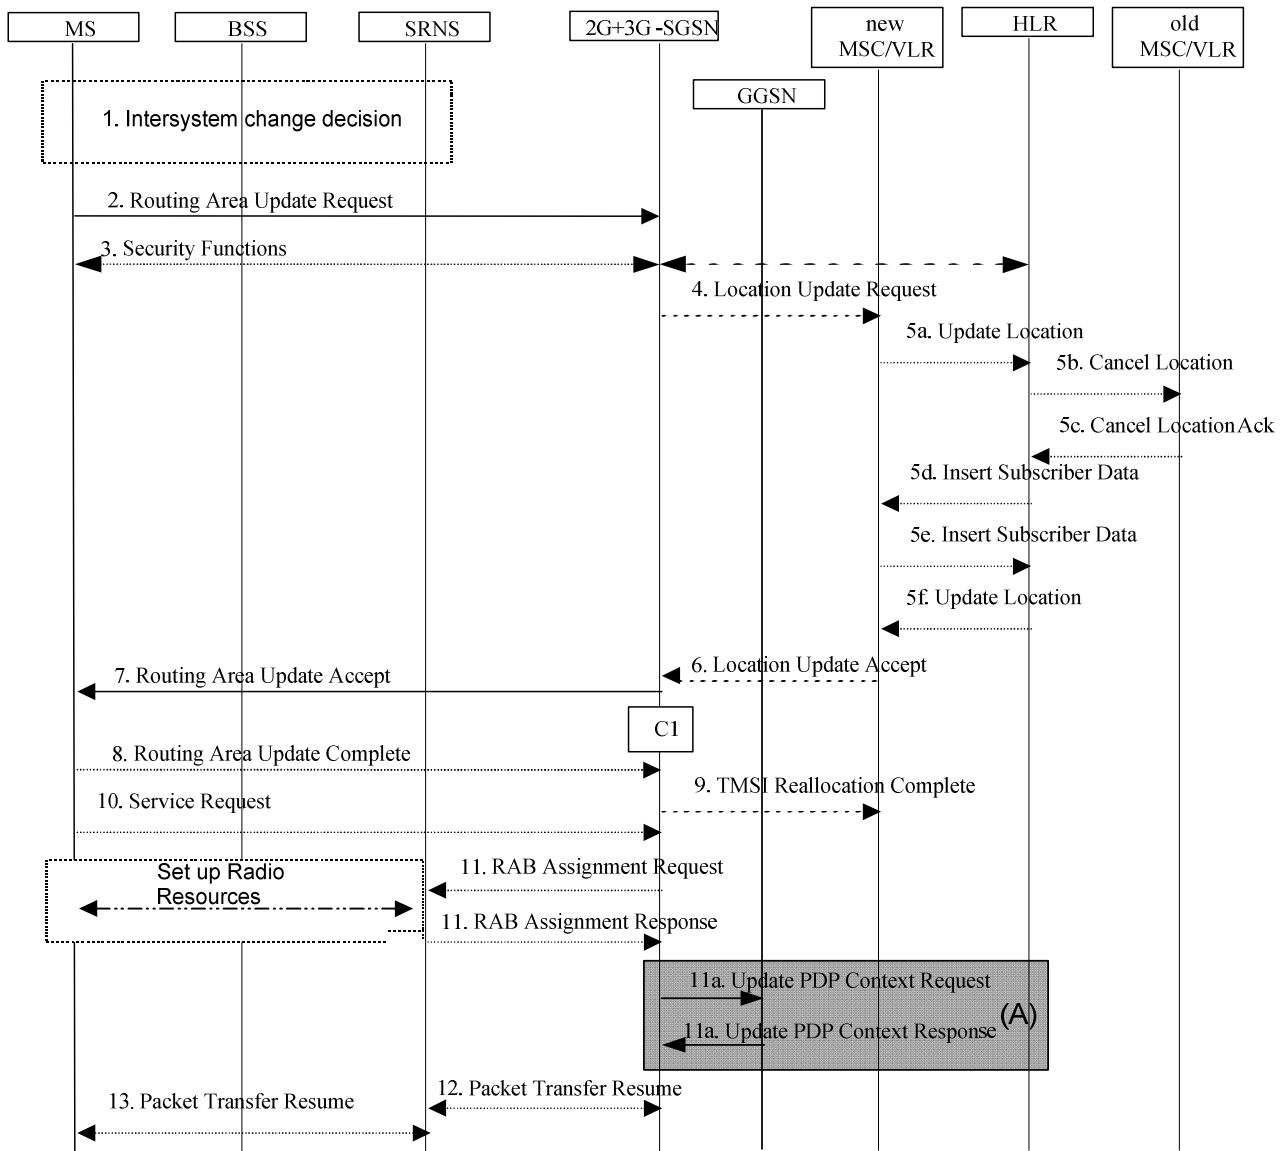 MS
BSS
SRNS
2G+3G-SGSN
new
MSC/VLR
HLR
old
MSC/VLR
GGSN
1. Intersystem change decision
2. Routing Area Update Request
3. Security Functions
4. Location Update Request
5a. Update Location
5b. Cancel Location
5c. Cancel Location Ack
5d. Insert Subscriber Data
5e. Insert Subscriber Data
5f. Update Location
6. Location Update Accept
7. Routing Area Update Accept
C1
8. Routing Area Update Complete
9. TMSI Reallocation Complete
10. Service Request
11. RAB Assignment Request
Set up Radio
Resources
11. RAB Assignment Response
11a. Update PDP Context Request
(A)
11a. Update PDP Context Response
12. Packet Transfer Resume
13. Packet Transfer Resume